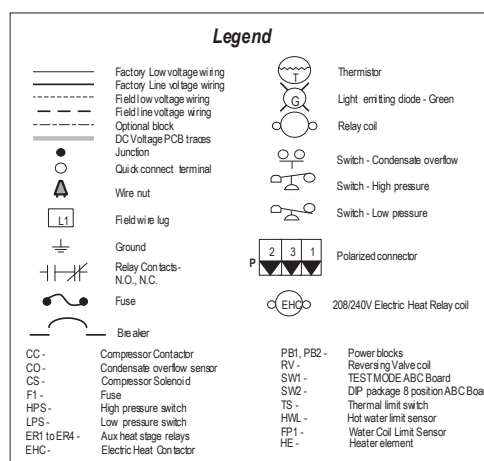 Legend
Factory Low voltage wiring
Factory Line voltage wiring
Field low voltage wiring
Field line voltage wiring
Optional block
DC Voltage PCB traces
Junction
Quick connect terminal
Wire nut
L1
Field wire lug
Ground
Relay Contacts-
N.O., N.C.
Fuse
Breaker
T
Thermistor
G
Light emitting diode - Green
Relay coil
Switch - Condensate overflow
Switch - High pressure
Switch - Low pressure
2 3 1
P
Polarized connector
EHC
208/240V Electric Heat Relay coil
CC - Compressor Contactor
CO - Condensate overflow sensor
CS - Compressor Solenoid
F1 - Fuse
HPS - High pressure switch
LPS - Low pressure switch
ER1 to ER4 - Aux heat stage relays
EHC - Electric Heat Contactor
PB1, PB2 - Power blocks
RV - Reversing Valve coil
SW1 - TEST MODE ABC Board
SW2 - DIP package 8 position ABC Board
TS - Thermal limit switch
HWL - Hot water limit sensor
FP1 - Water Coil Limit Sensor
HE - Heater element